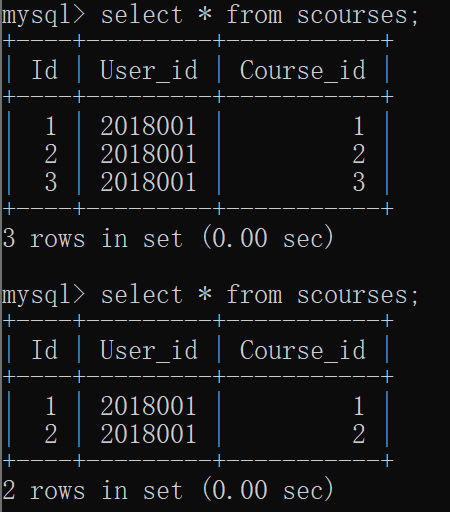 mysql> select * from scourses;
+----+---------+-----------+
| Id | User_id | Course_id |
+----+---------+-----------+
|  1 | 2018001 |         1 |
|  2 | 2018001 |         2 |
|  3 | 2018001 |         3 |
+----+---------+-----------+
3 rows in set (0.00 sec)

mysql> select * from scourses;
+----+---------+-----------+
| Id | User_id | Course_id |
+----+---------+-----------+
|  1 | 2018001 |         1 |
|  2 | 2018001 |         2 |
+----+---------+-----------+
2 rows in set (0.00 sec)